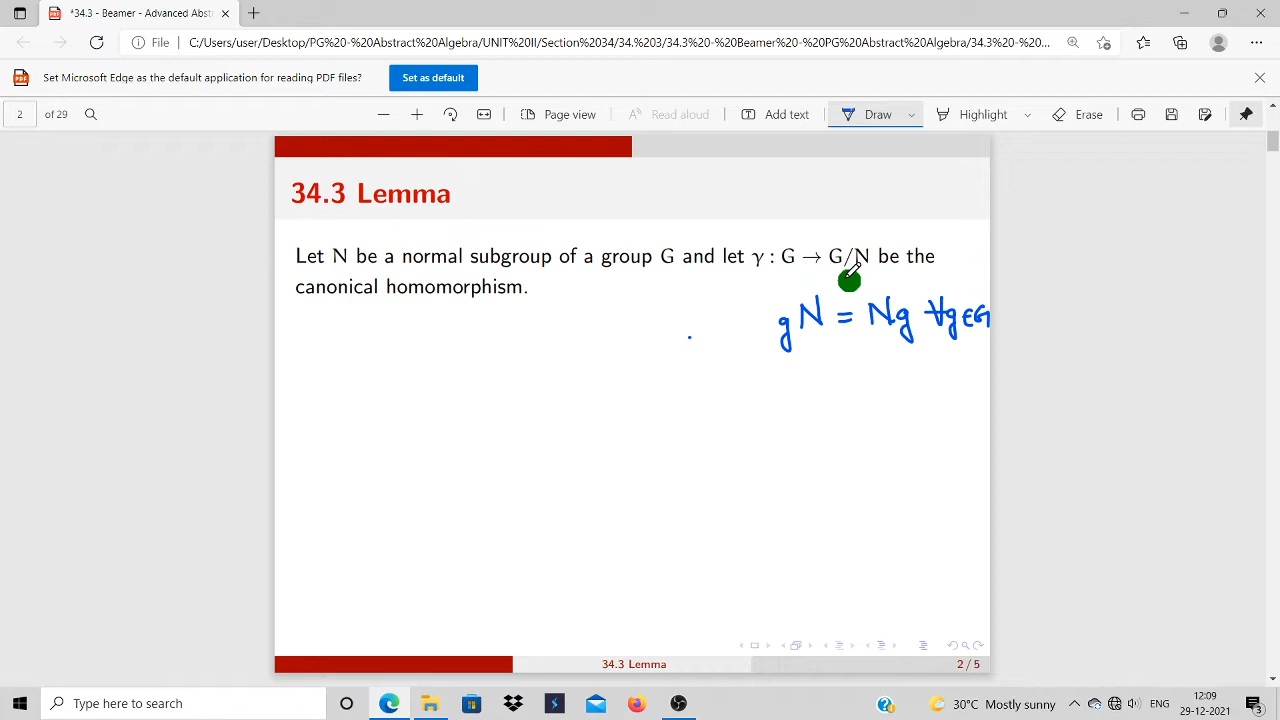 *34.3 - Beamer - Advanced Abst
File
C:/Users/user/Desktop/PG%20-%20Abstract%20Algebra/UNIT%20II/Section%2034/34.%203/34.3%20-%20Beamer%20-%20PG%20Abstract%20Algebra/34.3%20-%20...
Set Microsoft Edge as the default application for reading PDF files? Set as default
2 of 29 Page view Read aloud Add text Draw Highlight Erase
34.3 Lemma
Let N be a normal subgroup of a group G and let γ : G → G/N be the
canonical homomorphism.
gN = Ng ∀g∈G
34.3 Lemma 2 / 5
Type here to search
30°C Mostly sunny ENG
12:09
29-12-2021
3